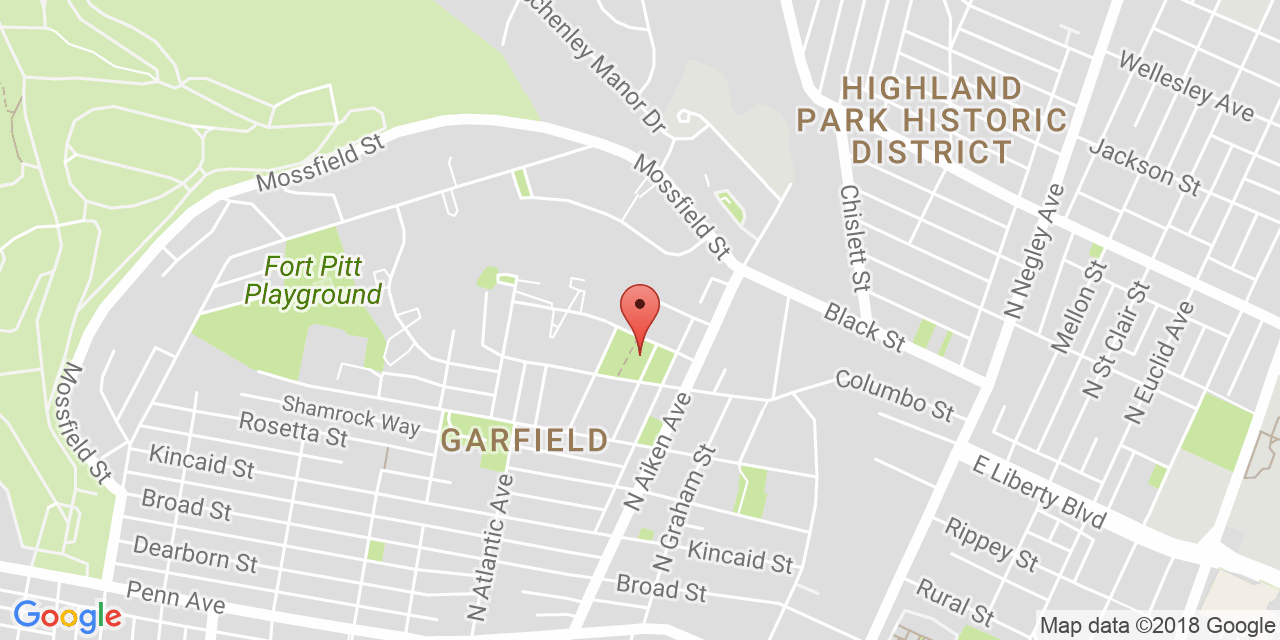 chenley Manor Dr
HIGHLAND
PARK HISTORIC
DISTRICT
Wellesley Ave
Jackson St
Mossfield St
Mossfield St
Chislett St
N Negley Ave
Fort Pitt
Playground
Mellon St
N St Clair St
N Euclid Ave
Black St
Mossfield St
Columbo St
Shamrock Way
Rosetta St
GARFIELD
N Aiken Ave
N Graham St
Kincaid St
E Liberty Blvd
Broad St
N Atlantic Ave
Dearborn St
Kincaid St
Rippey St
Penn Ave
Broad St
Rural St
Google
Map data ©2018 Google